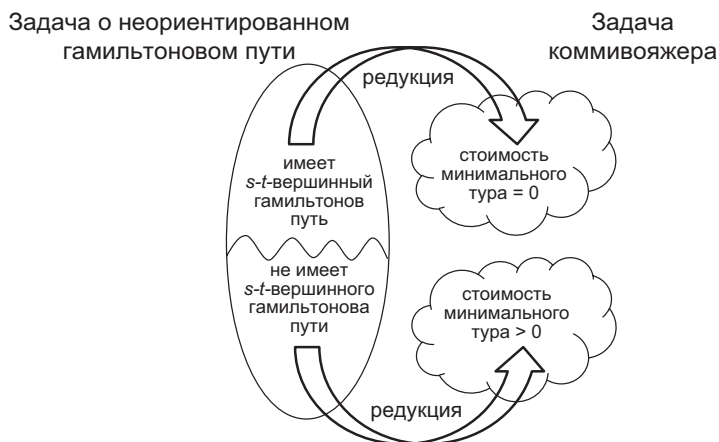 Задача о неориентированном
гамильтоновом пути
Задача
коммивояжера
редукция
имеет
s-t-вершинный
гамильтонов
путь
стоимость
минимального
тура = 0
не имеет
s-t-вершинного
гамильтонова
пути
стоимость
минимального
тура > 0
редукция